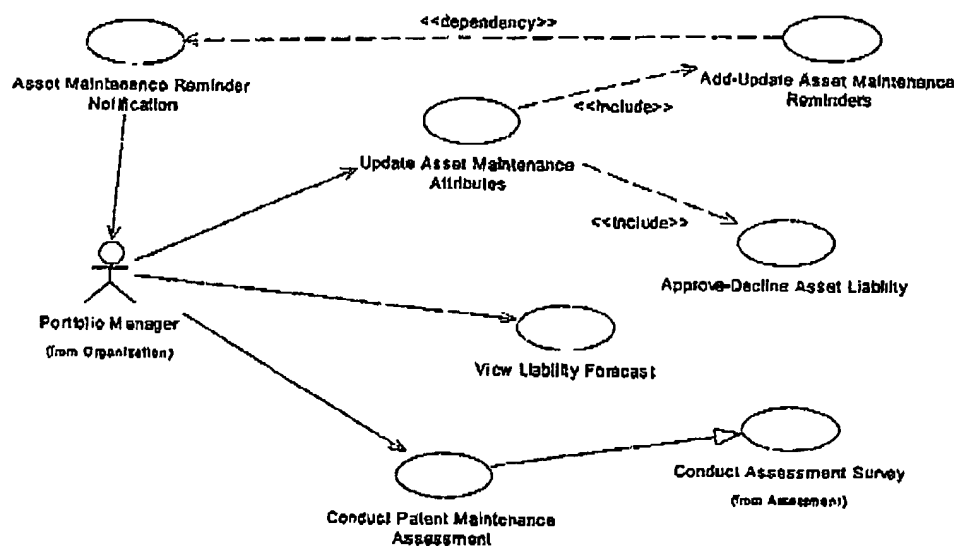 <<dependency>>
Asset Maintenance Reminder
Notification
Add-Update Asset Maintenance
Reminders
<<Include>>
Update Asset Maintenance
Attributes
<<Include>>
Approve-Decline Asset Liability
Portfolio Manager
(from Organization)
View Liability Forecast
Conduct Assessment Survey
(from Assessment)
Conduct Patent Maintenance
Assessment